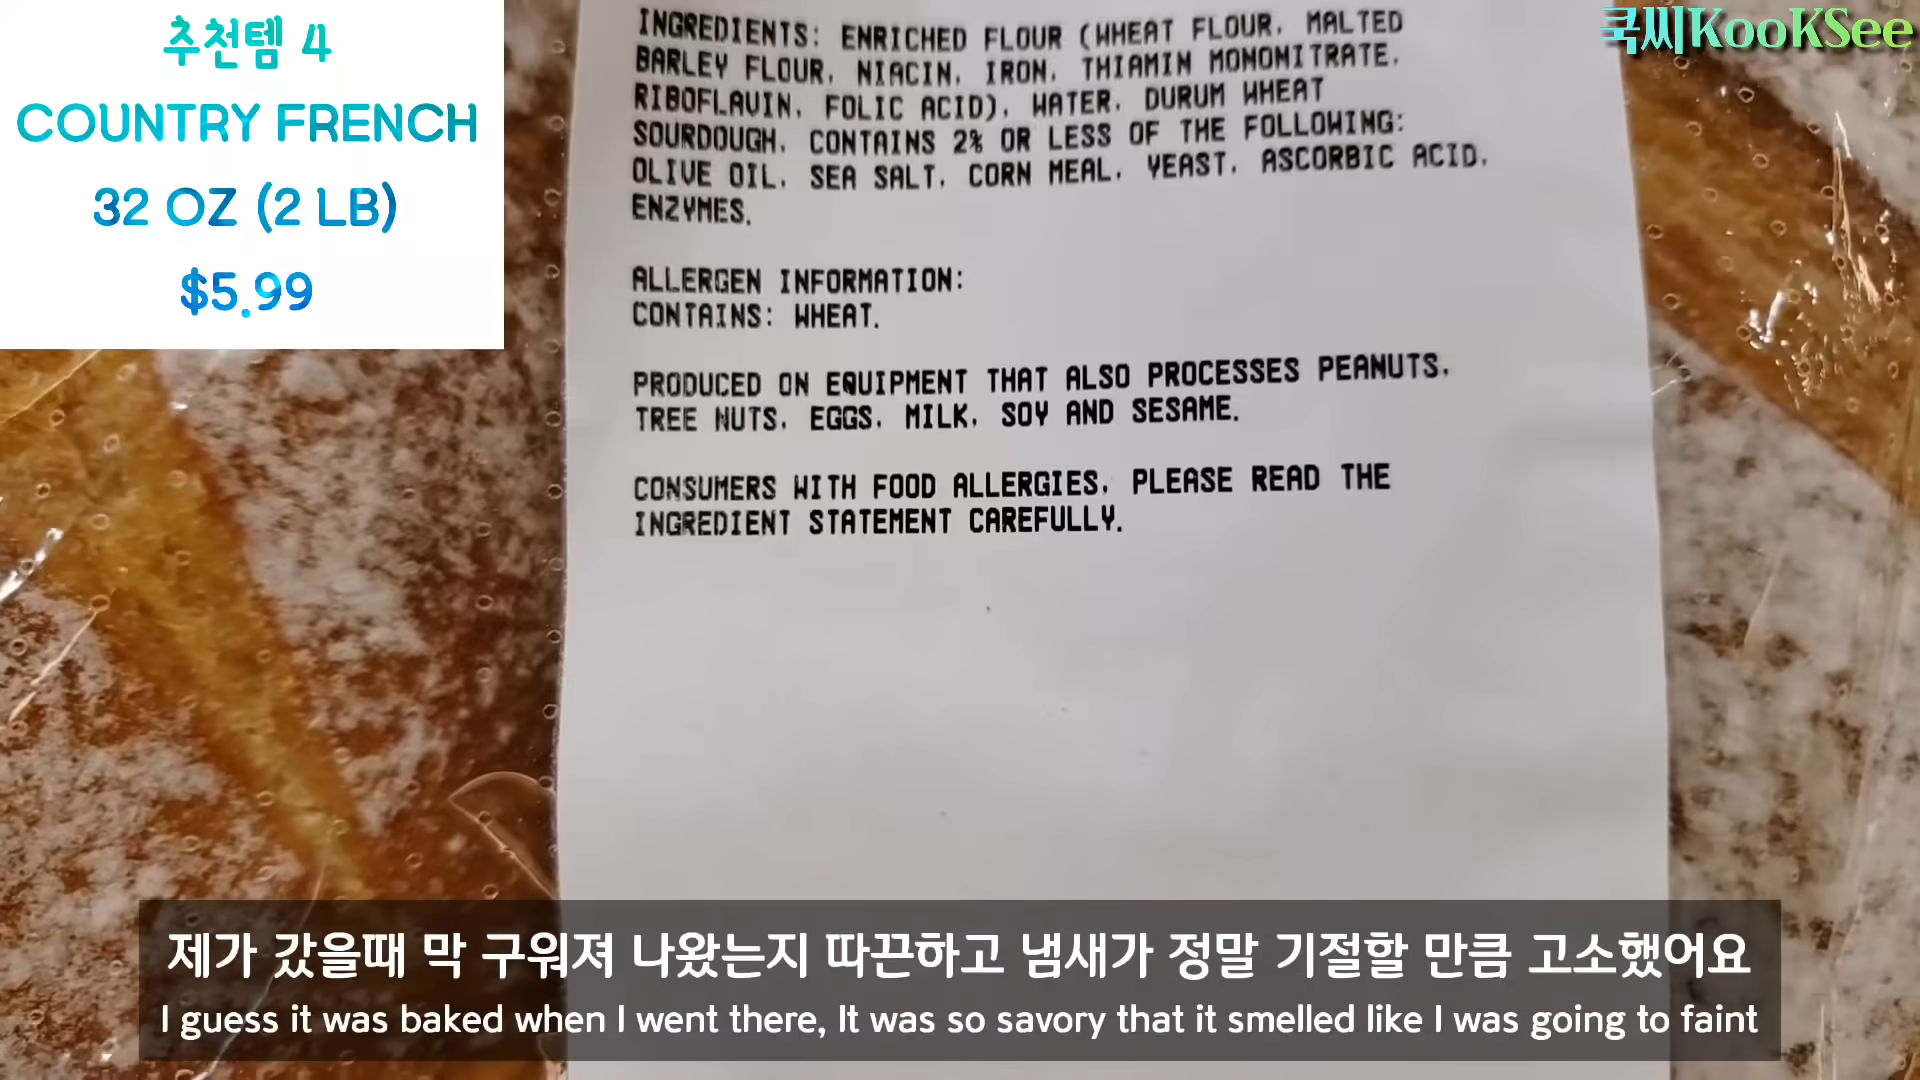 추천템 4
COUNTRY FRENCH
32 OZ (2 LB)
$5.99
쿡씨KooKSee
INGREDIENTS: ENRICHED FLOUR (WHEAT FLOUR, MALTED
BARLEY FLOUR, NIACIN, IRON, THIAMIN MONONITRATE,
RIBOFLAVIN, FOLIC ACID), WATER, DURUM WHEAT
SOURDOUGH, CONTAINS 2% OR LESS OF THE FOLLOWING:
OLIVE OIL, SEA SALT, CORN MEAL, YEAST, ASCORBIC ACID,
ENZYMES.
ALLERGEN INFORMATION:
CONTAINS: WHEAT.
PRODUCED ON EQUIPMENT THAT ALSO PROCESSES PEANUTS,
TREE NUTS, EGGS, MILK, SOY AND SESAME.
CONSUMERS WITH FOOD ALLERGIES, PLEASE READ THE
INGREDIENT STATEMENT CAREFULLY.
제가 갔을때 막 구워져 나왔는지 따끈하고 냄새가 정말 기절할 만큼 고소했어요
I guess it was baked when I went there, It was so savory that it smelled like I was going to faint